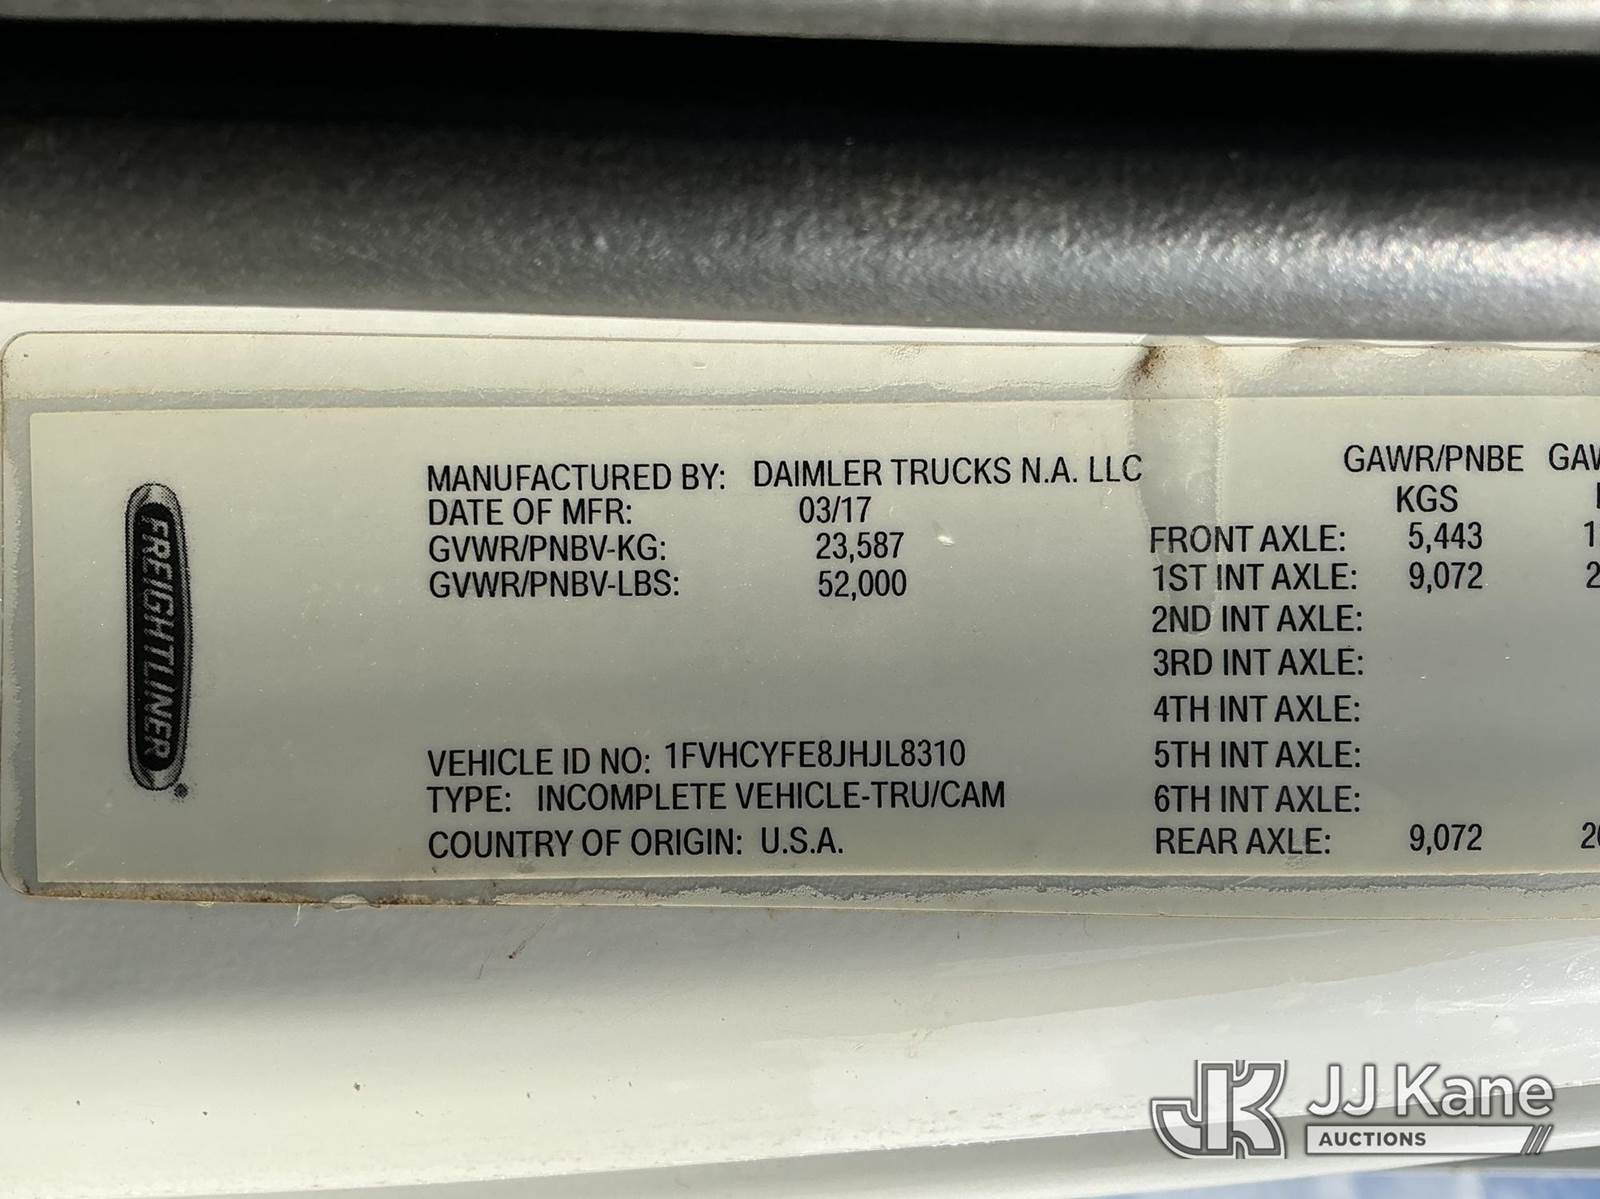 FREIGHTLINER
MANUFACTURED BY: DAIMLER TRUCKS N.A. LLC
DATE OF MFR: 03/17
GVWR/PNBV-KG: 23,587
GVWR/PNBV-LBS: 52,000
VEHICLE ID NO: 1FVHCYFE8JHJL8310
TYPE: INCOMPLETE VEHICLE-TRU/CAM
COUNTRY OF ORIGIN: U.S.A.
GAWR/PNBE
KGS
FRONT AXLE: 5,443
1ST INT AXLE: 9,072
2ND INT AXLE:
3RD INT AXLE:
4TH INT AXLE:
5TH INT AXLE:
6TH INT AXLE:
REAR AXLE: 9,072
JK JJ Kane
AUCTIONS